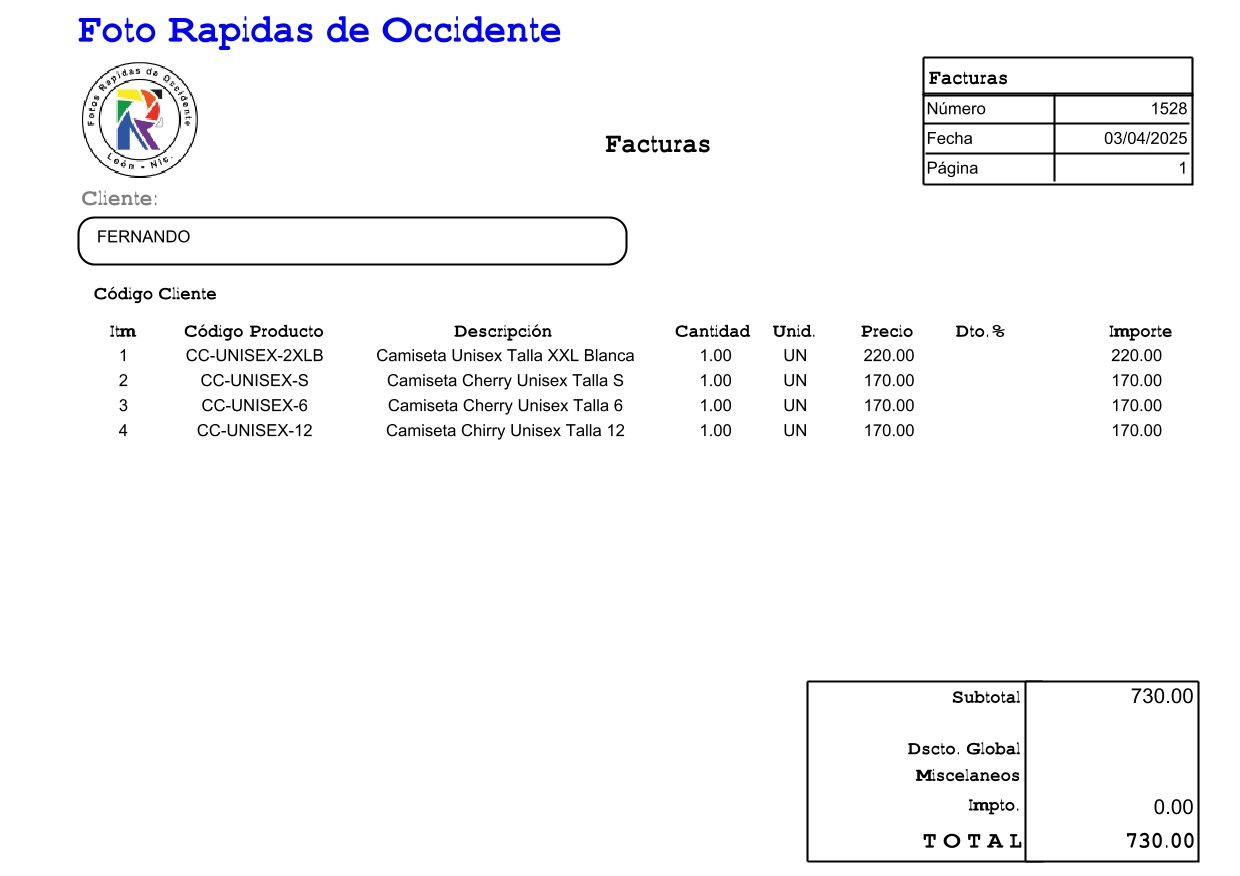 Foto Rapidas de Occidente
Fotos Rapidas de Occidente
León - Nic.
Facturas
Facturas
Número 1528
Fecha 03/04/2025
Página 1
Cliente:
FERNANDO
Código Cliente
Itm Código Producto Descripción Cantidad Unid. Precio Dto.% Importe
1 CC-UNISEX-2XLB Camiseta Unisex Talla XXL Blanca 1.00 UN 220.00 220.00
2 CC-UNISEX-S Camiseta Cherry Unisex Talla S 1.00 UN 170.00 170.00
3 CC-UNISEX-6 Camiseta Cherry Unisex Talla 6 1.00 UN 170.00 170.00
4 CC-UNISEX-12 Camiseta Chirry Unisex Talla 12 1.00 UN 170.00 170.00
Subtotal 730.00
Dscto. Global
Miscelaneos
Impto. 0.00
TOTAL 730.00